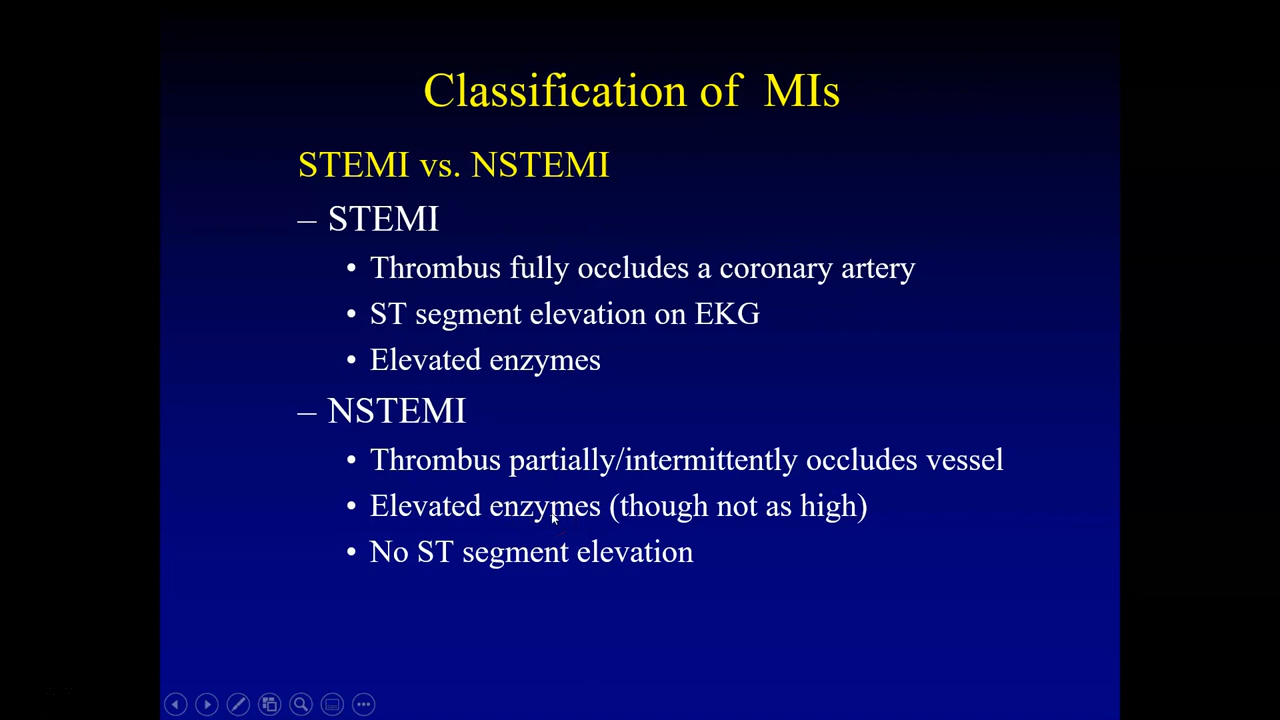 Classification of MIs
STEMI vs. NSTEMI
– STEMI
• Thrombus fully occludes a coronary artery
• ST segment elevation on EKG
• Elevated enzymes
– NSTEMI
• Thrombus partially/intermittently occludes vessel
• Elevated enzymes (though not as high)
• No ST segment elevation